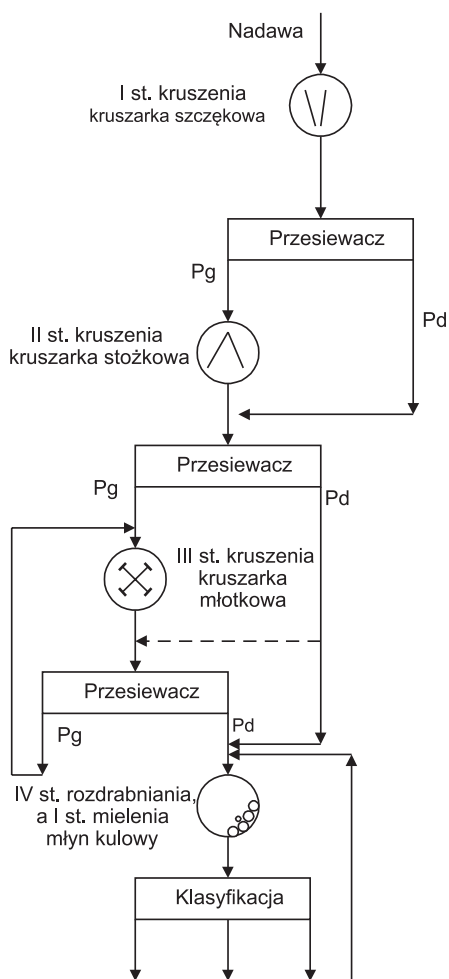 Nadawa
I st. kruszenia
kruszarka szczękowa
Przesiewacz
Pg
Pd
II st. kruszenia
kruszarka stożkowa
Przesiewacz
Pg
Pd
III st. kruszenia
kruszarka
młotkowa
Przesiewacz
Pg
Pd
IV st. rozdrabniania,
a I st. mielenia
młyn kulowy
Klasyfikacja